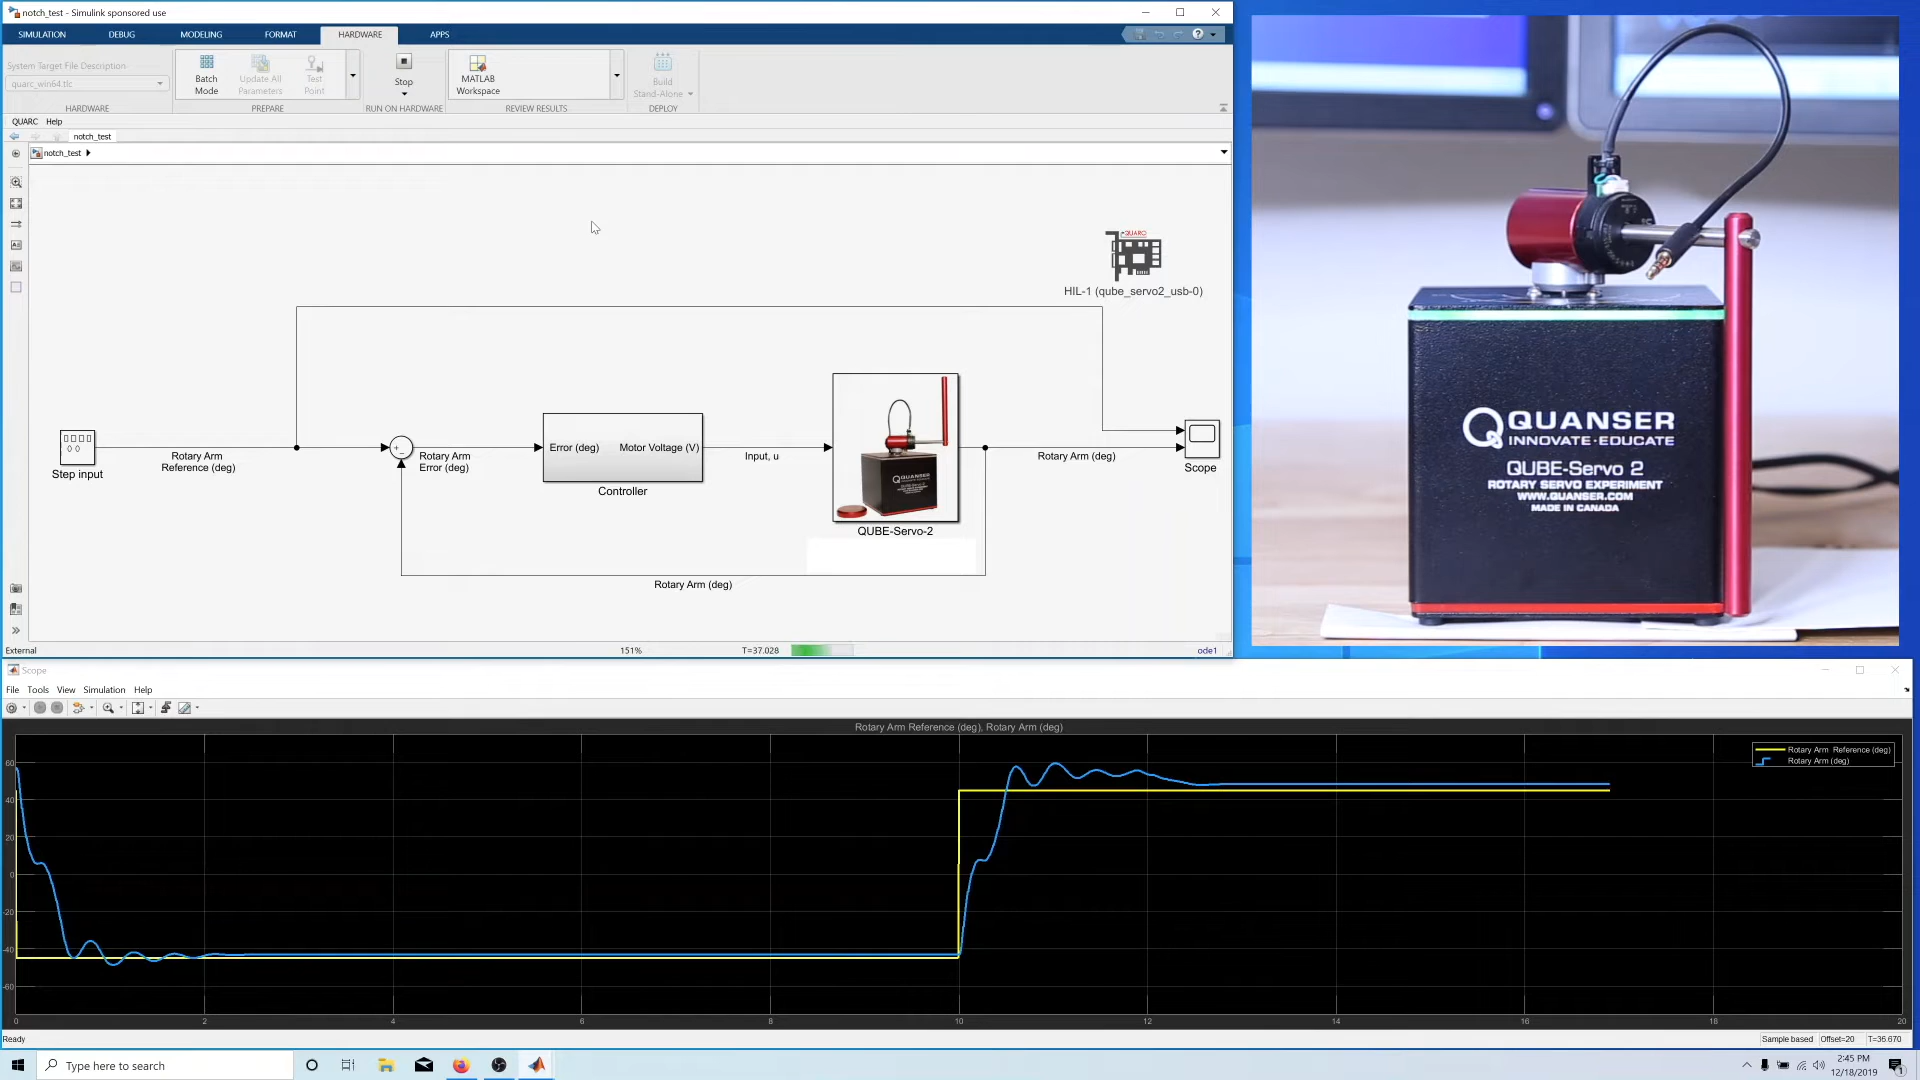 notch_test - Simulink sponsored use
SIMULATION
DEBUG
MODELING
FORMAT
HARDWARE
APPS
System Target File Description
quarc_win64.tlc
HARDWARE
Batch
Mode
Update All
Parameters
Test
Point
PREPARE
Stop
RUN ON HARDWARE
MATLAB
Workspace
REVIEW RESULTS
Build
Stand-Alone
DEPLOY
QUARC Help
notch_test
notch_test
QUARC
HIL-1 (qube_servo2_usb-0)
Step input
Rotary Arm
Reference (deg)
Rotary Arm
Error (deg)
Error (deg)
Motor Voltage (V)
Controller
Input, u
QUANSER
QUBE-Servo-2
Rotary Arm (deg)
Scope
Rotary Arm (deg)
External
151%
T=37.028
ode1
QUANSER
INNOVATE·EDUCATE
QUBE-Servo 2
ROTARY SERVO EXPERIMENT
WWW.QUANSER.COM
MADE IN CANADA
Scope
File Tools View Simulation Help
Rotary Arm Reference (deg), Rotary Arm (deg)
Rotary Arm Reference (deg)
Rotary Arm (deg)
60
40
20
0
-20
-40
-60
0 2 4 6 8 10 12 14 16 18 20
Ready
Sample based Offset=20 T=36.670
Type here to search
2:45 PM
12/18/2019